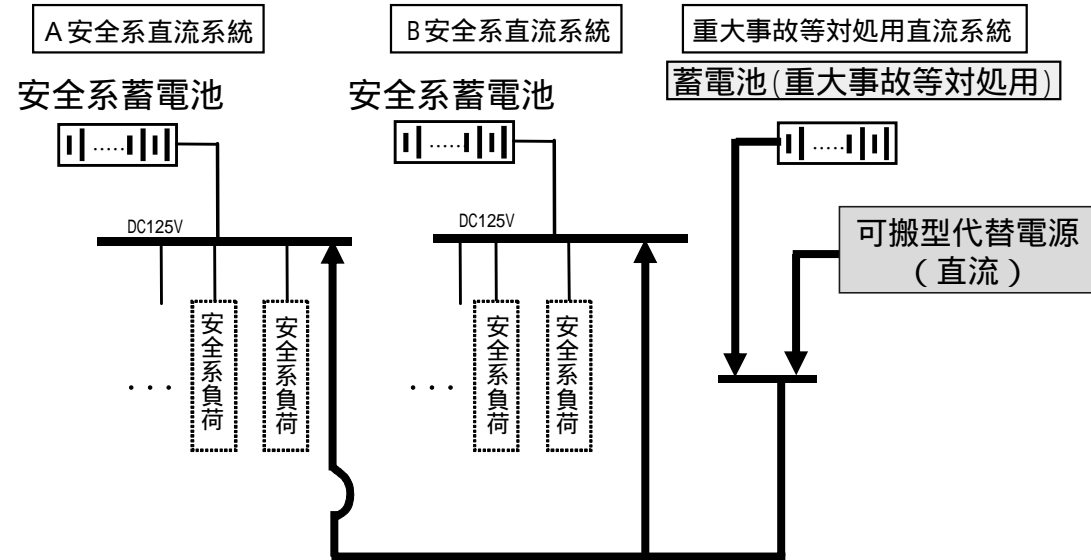 A安全系直流系統
B安全系直流系統
重大事故等対処用直流系統
安全系蓄電池
安全系蓄電池
蓄電池(重大事故等対処用)
DC125V
DC125V
可搬型代替電源
(直流)
安全系負荷
安全系負荷
安全系負荷
安全系負荷
・・・
・・・